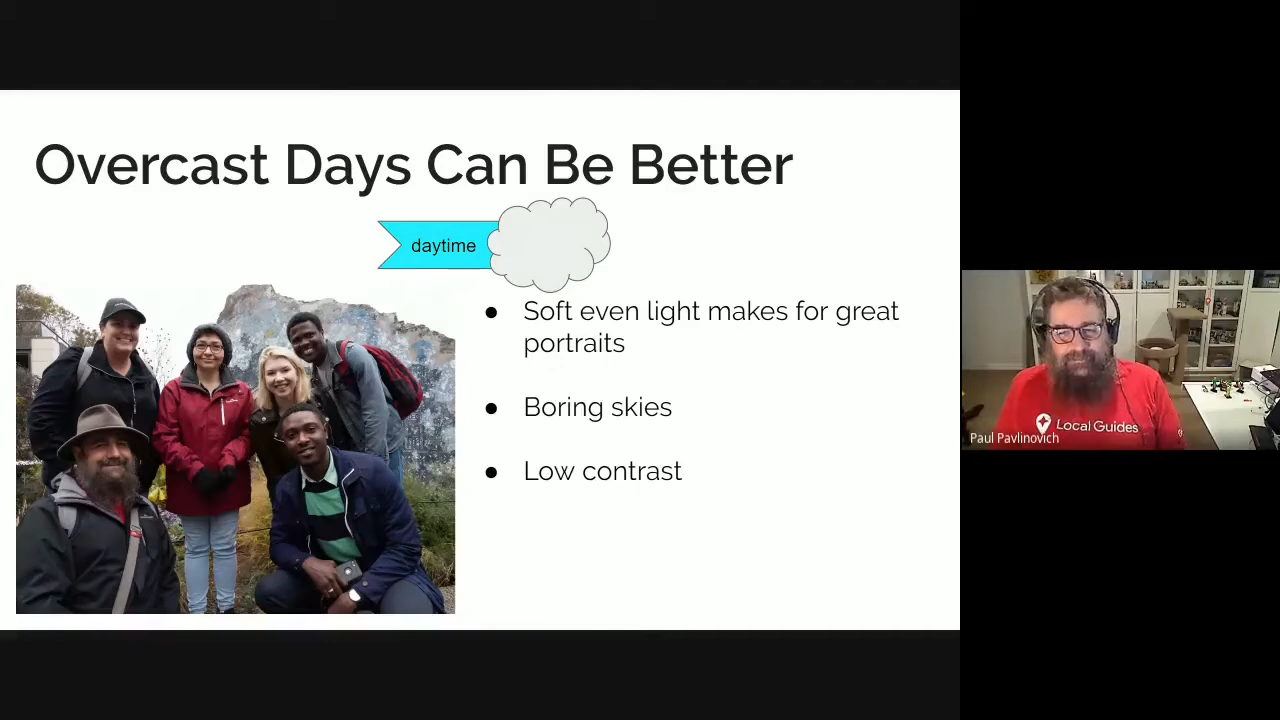 Overcast Days Can Be Better
daytime
● Soft even light makes for great
portraits
● Boring skies
● Low contrast
Local Guides
Paul Pavlinovich